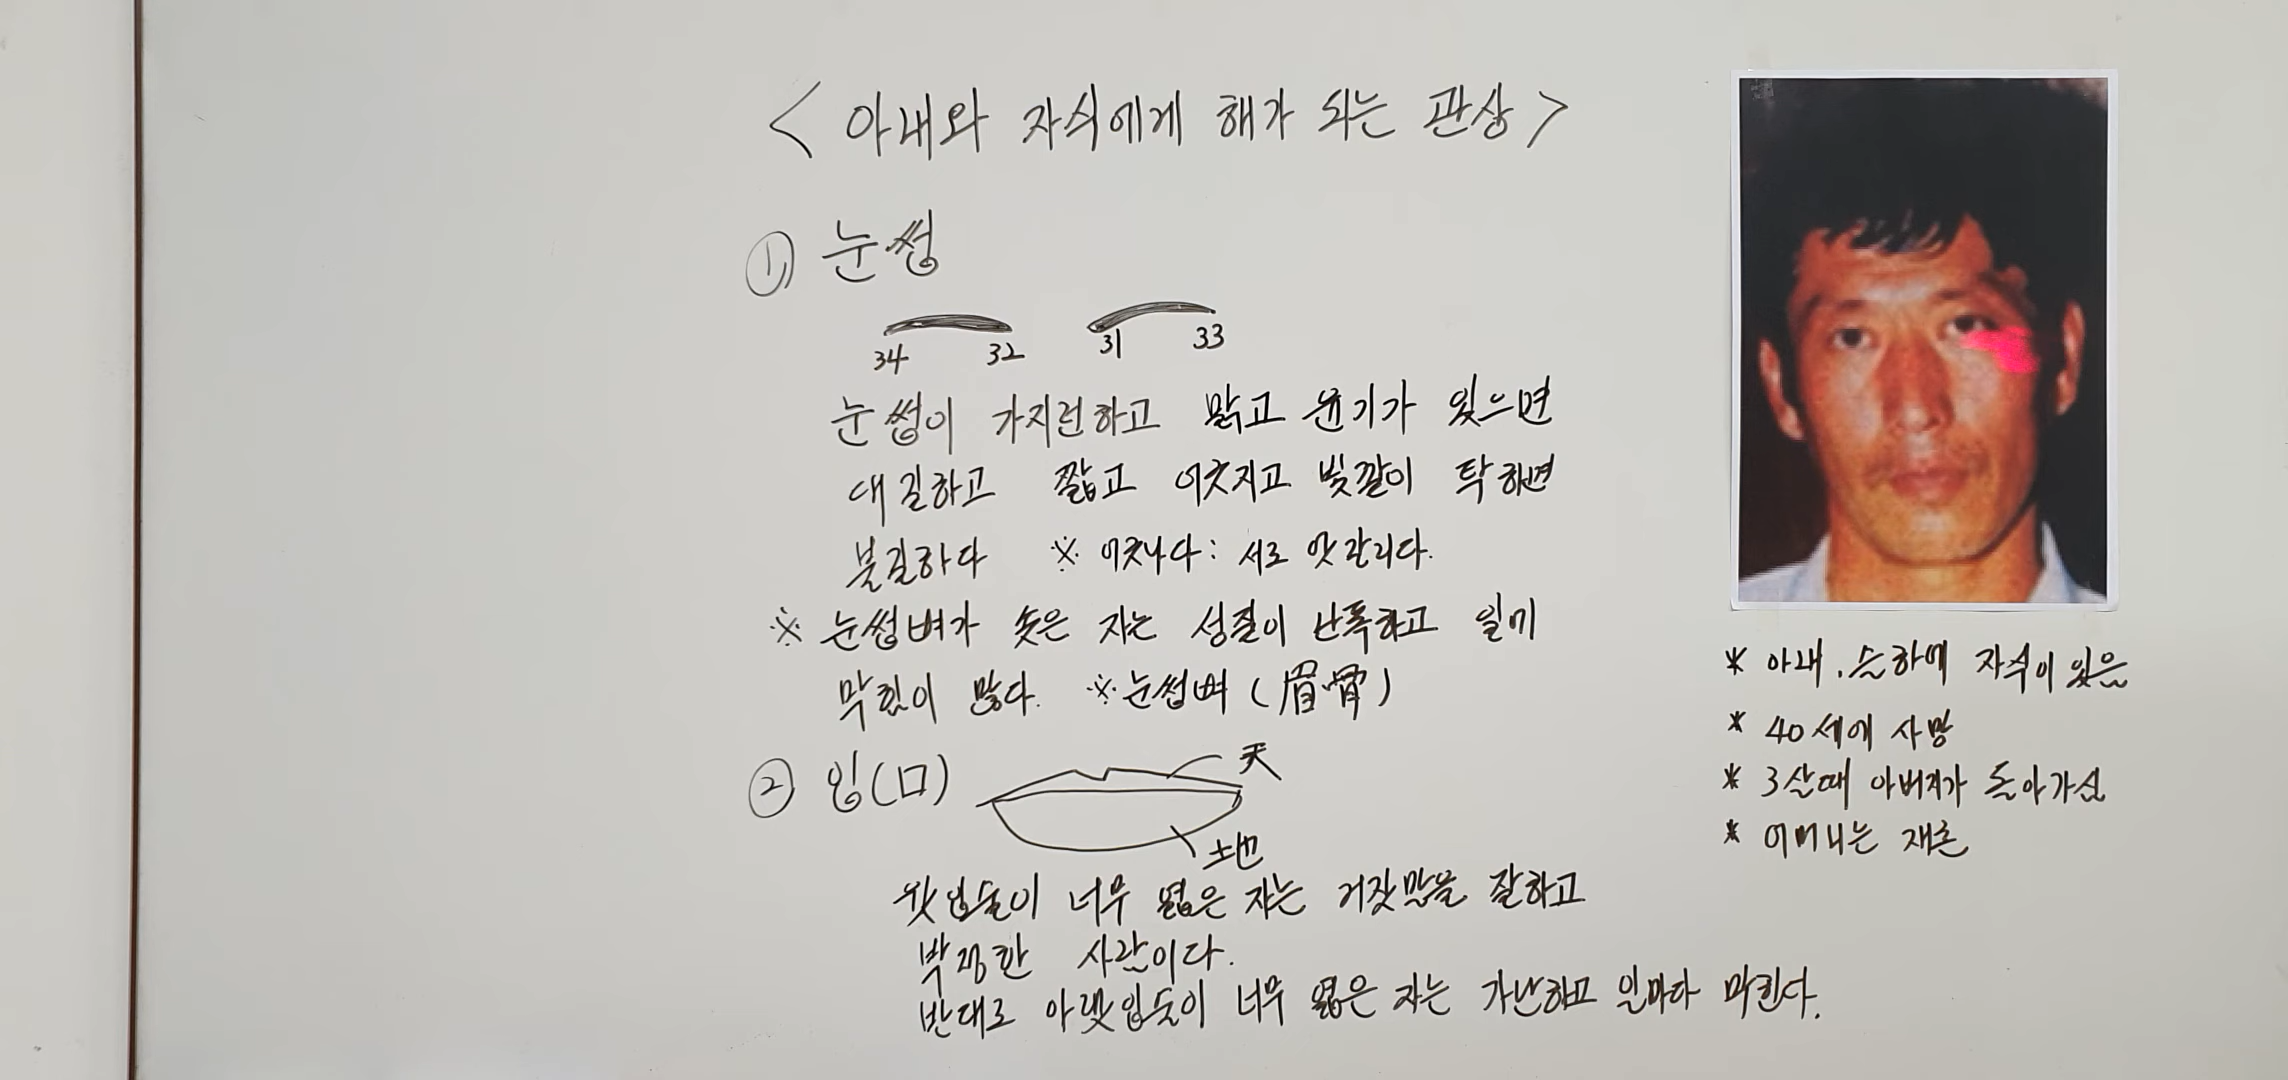 < 아내와 자식에게 해가 되는 관상 >
① 눈썹
34 32 31 33
눈썹이 가지런하고 맑고 윤기가 있으면
대길하고 짧고 어긋지고 빛깔이 탁하면
불길하다 ※ 어긋나다 : 서로 엇갈리다.
※ 눈썹뼈가 솟은 자는 성질이 난폭하고 일에
막힘이 많다. ※ 눈썹뼈 (眉骨)
② 입(口)
天
土也
윗입술이 너무 엷은 자는 거짓말을 잘하고
박정한 사람이다.
반대로 아랫입술이 너무 엷은 자는 가난하고 일마다 막힌다.
* 아내, 슬하에 자식이 있음
* 40세에 사망
* 3살때 아버지가 돌아가심
* 어머니는 재혼